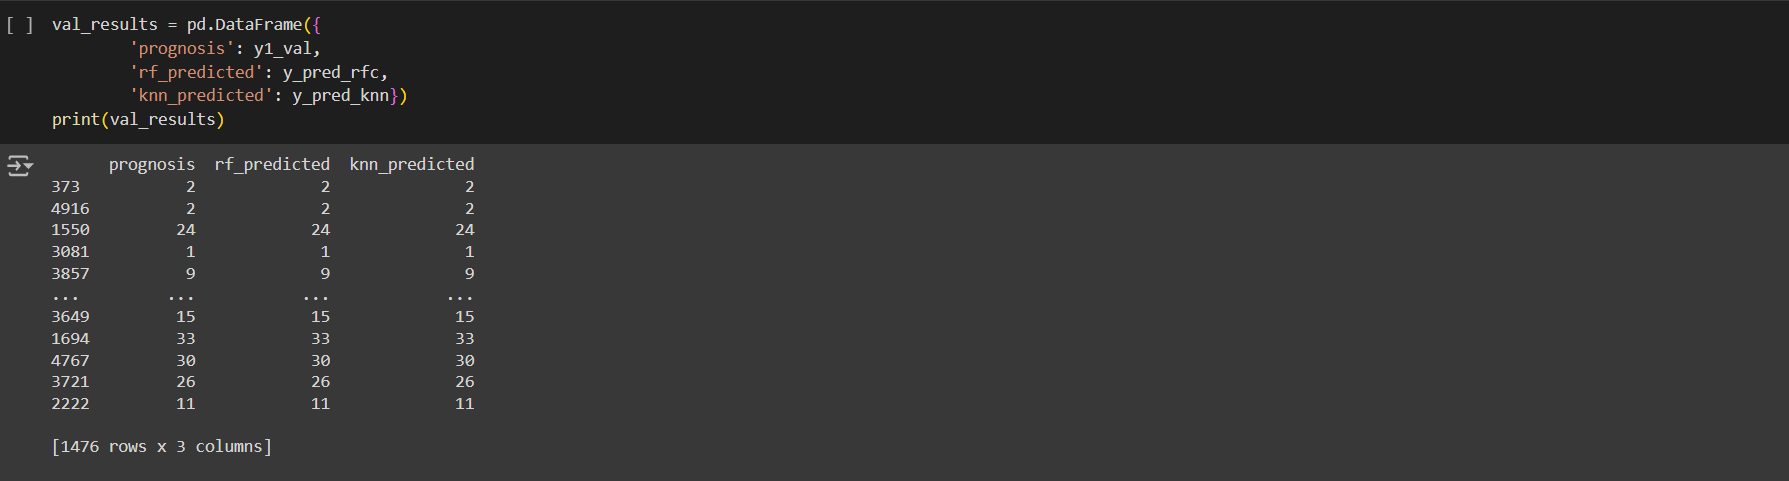 [ ] val_results = pd.DataFrame({
        'prognosis': y1_val,
        'rf_predicted': y_pred_rfc,
        'knn_predicted': y_pred_knn})
print(val_results)
      prognosis  rf_predicted  knn_predicted
373           2             2              2
4916          2             2              2
1550         24            24             24
3081          1             1              1
3857          9             9              9
...         ...           ...            ...
3649         15            15             15
1694         33            33             33
4767         30            30             30
3721         26            26             26
2222         11            11             11
[1476 rows x 3 columns]